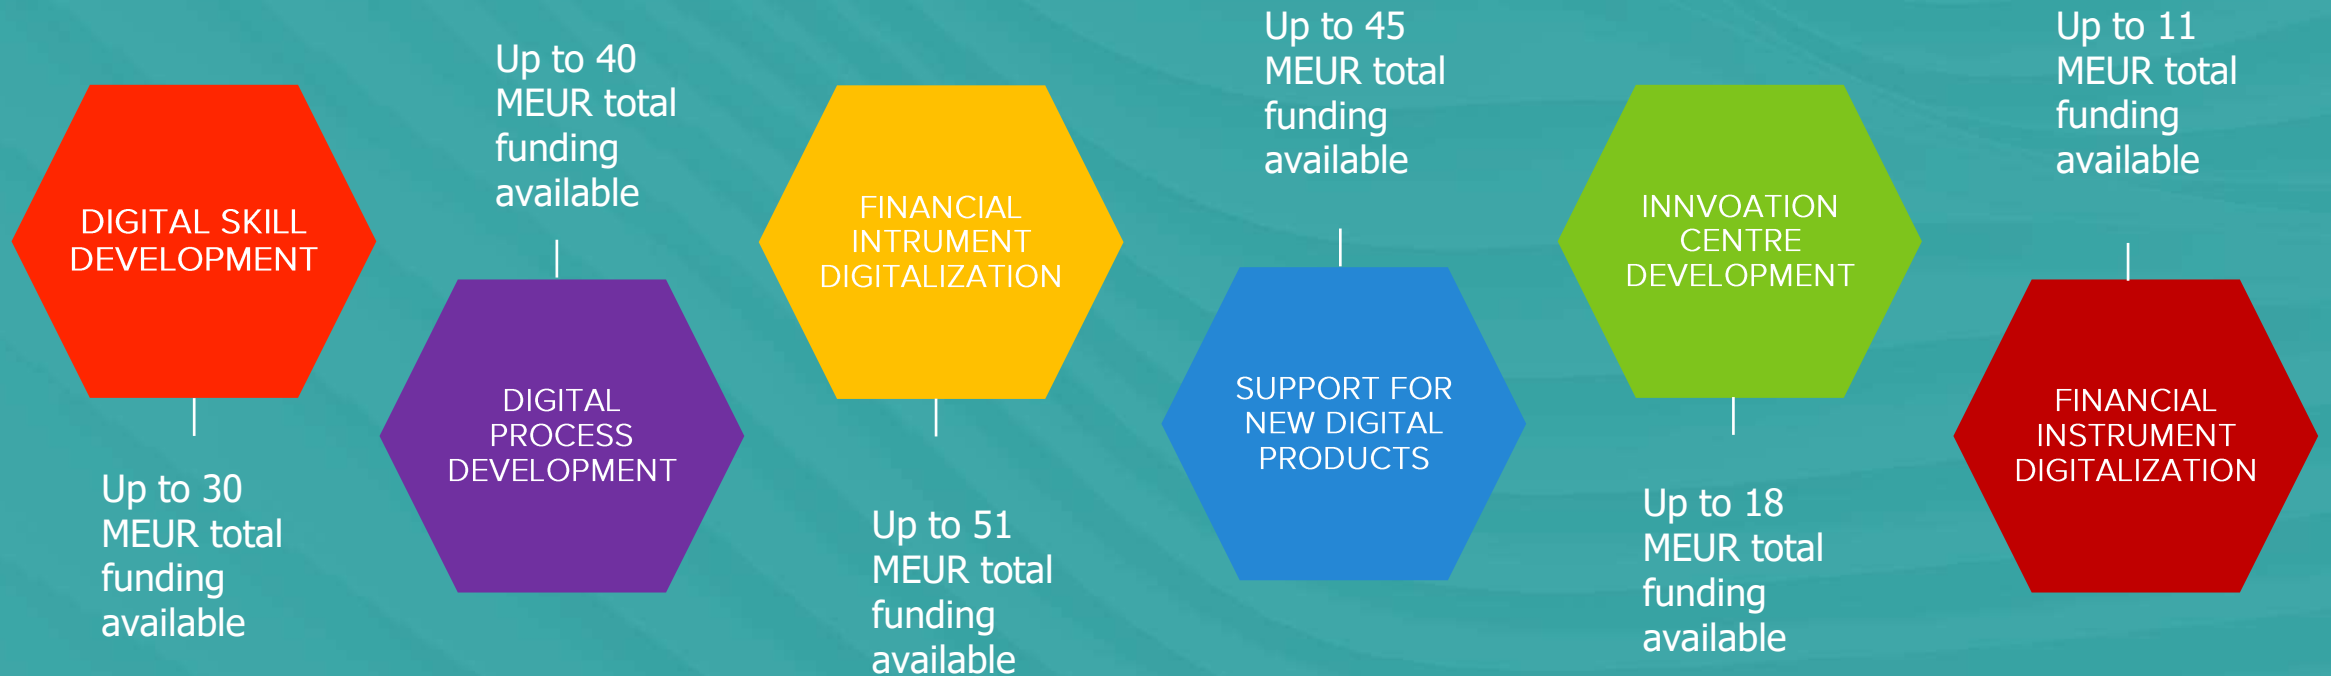 DIGITAL SKILL
DEVELOPMENT
Up to 30
MEUR total
funding
available
Up to 40
MEUR total
funding
available
DIGITAL
PROCESS
DEVELOPMENT
FINANCIAL
INTRUMENT
DIGITALIZATION
Up to 51
MEUR total
funding
available
Up to 45
MEUR total
funding
available
SUPPORT FOR
NEW DIGITAL
PRODUCTS
INNVOATION
CENTRE
DEVELOPMENT
Up to 18
MEUR total
funding
available
Up to 11
MEUR total
funding
available
FINANCIAL
INSTRUMENT
DIGITALIZATION